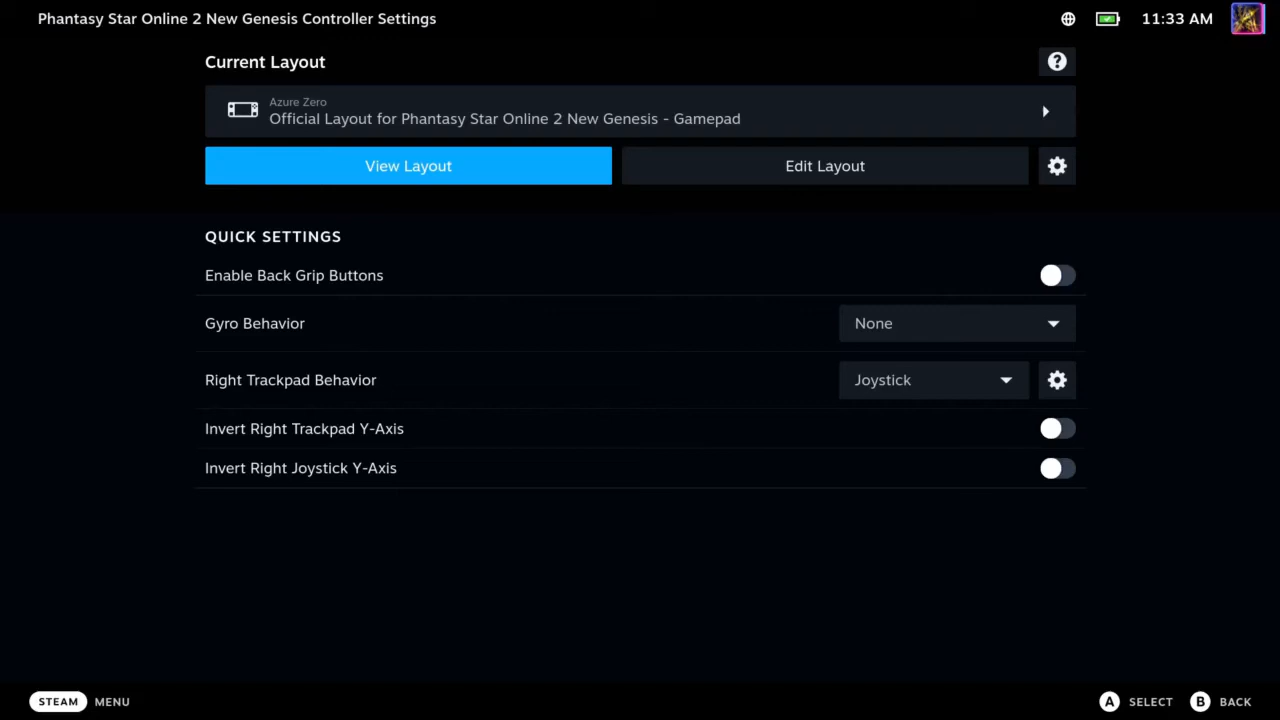 Phantasy Star Online 2 New Genesis Controller Settings
11:33 AM
Current Layout
Azure Zero
Official Layout for Phantasy Star Online 2 New Genesis - Gamepad
View Layout
Edit Layout
QUICK SETTINGS
Enable Back Grip Buttons
Gyro Behavior
None
Right Trackpad Behavior
Joystick
Invert Right Trackpad Y-Axis
Invert Right Joystick Y-Axis
STEAM MENU
A SELECT B BACK